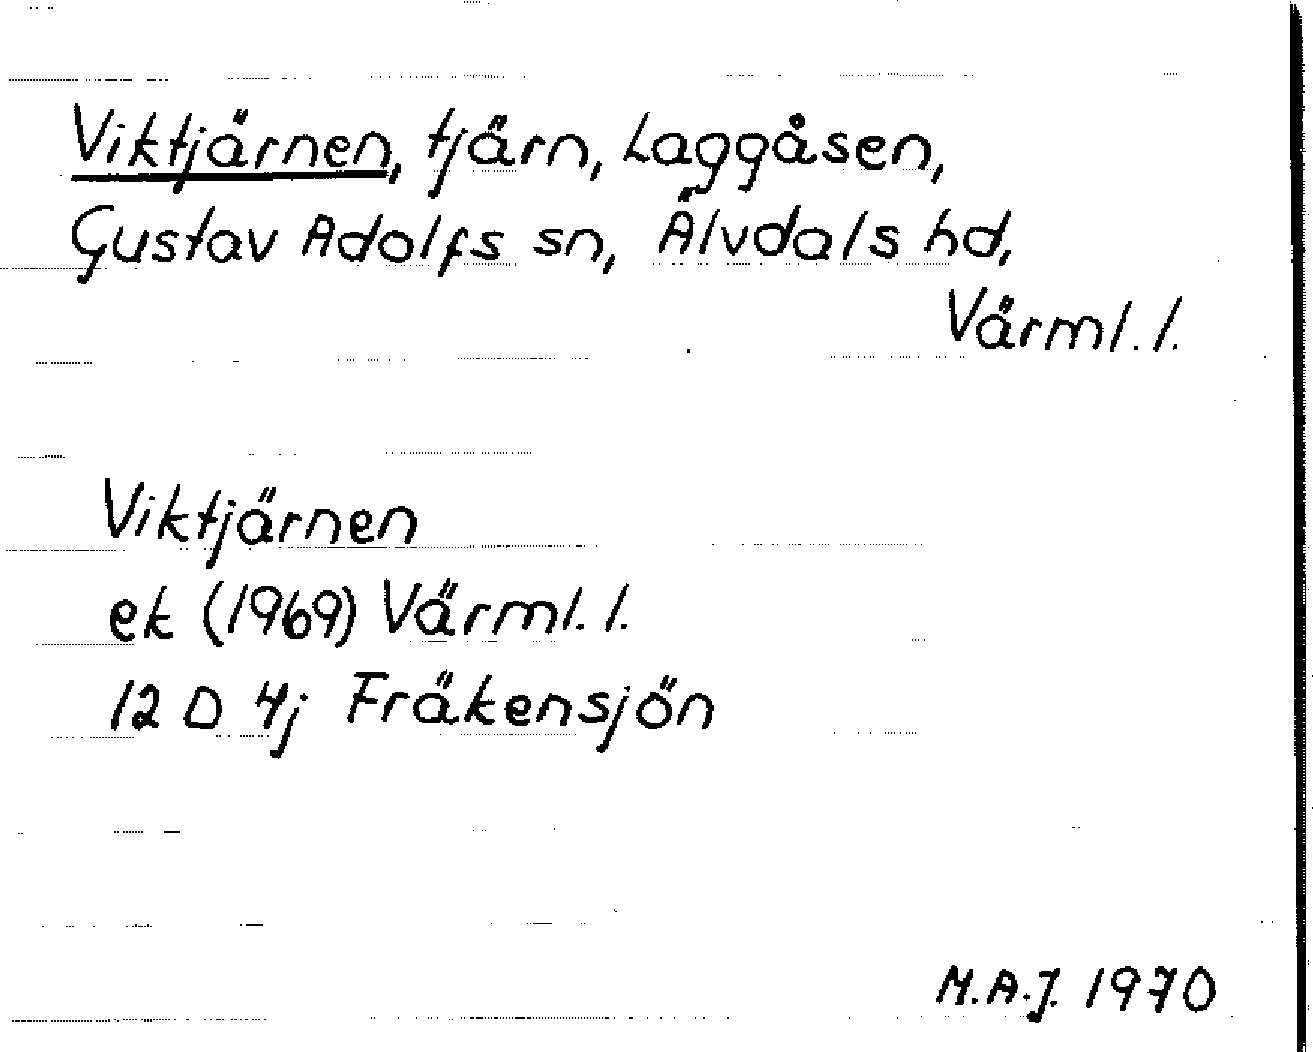 Viktjärnen, tjärn, Laggåsen,
Gustav Adolfs sn, Älvdals hd,
Värml. l.
Viktjärnen
ek (1969) Värml. l.
12 D 4j Fräkensjön
M.A.J. 1970